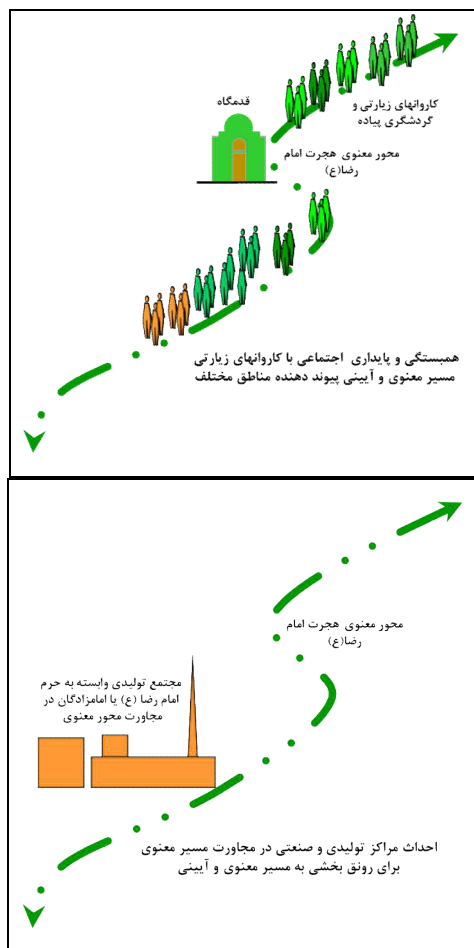 کاروانهای زیارتی و
گردشگری پیاده
قدمگاه
محور معنوی هجرت امام
رضا(ع)
همبستگی و پایداری اجتماعی با کاروانهای زیارتی
مسیر معنوی و آیینی پیوند دهنده مناطق مختلف
محور معنوی هجرت امام
رضا(ع)
مجتمع تولیدی وابسته به حرم
امام رضا (ع) یا امامزادگان در
مجاورت محور معنوی
احداث مراکز تولیدی و صنعتی در مجاورت مسیر معنوی
برای رونق بخشی به مسیر معنوی و آیینی